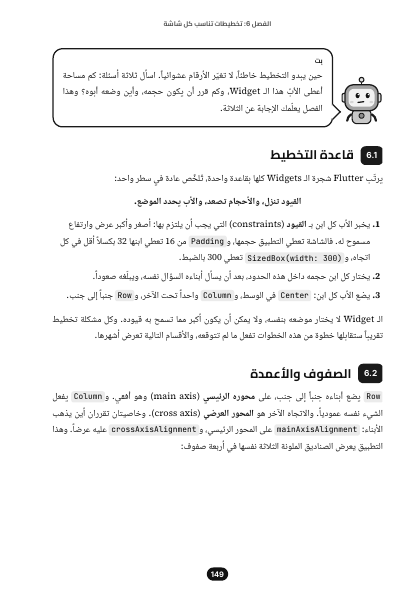 الفصل 6: تخطيطات تناسب كل شاشة
بِت
حين يبدو التخطيط خاطئاً، لا تغيّر الأرقام عشوائياً. اسأل ثلاثة أسئلة: كم مساحة
أعطى الأبُ هذا الـ Widget، وكم قرر أن يكون حجمه، وأين وضعه أبوه؟ وهذا
الفصل يعلّمك الإجابة عن الثلاثة.
6.1 قاعدة التخطيط
يرتّب Flutter شجرة الـ Widgets كلها بقاعدة واحدة، تُلخَّص عادة في سطر واحد:
القيود تنزل، والأحجام تصعد، والأب يحدد الموضع.
1. يخبر الأب كل ابن بـ القيود (constraints) التي يجب أن يلتزم بها: أصغر وأكبر عرض وارتفاع
مسموح له. فالشاشة تعطي التطبيق حجمها، و Padding من 16 تعطي ابنها 32 بكسلاً أقل في كل
اتجاه، و SizedBox(width: 300) تعطي 300 بالضبط.
2. يختار كل ابن حجمه داخل هذه الحدود، بعد أن يسأل أبناءه السؤال نفسه، ويبلّغه صعوداً.
3. يضع الأب كل ابن: Center في الوسط، و Column واحداً تحت الآخر، و Row جنباً إلى جنب.
الـ Widget لا يختار موضعه بنفسه، ولا يمكن أن يكون أكبر مما تسمح به قيوده. وكل مشكلة تخطيط
تقريباً ستقابلها خطوة من هذه الخطوات تفعل ما لم تتوقعه، والأقسام التالية تعرض أشهرها.
6.2 الصفوف والأعمدة
Row يضع أبناءه جنباً إلى جنب، على محوره الرئيسي (main axis) وهو أفقي. و Column يفعل
الشيء نفسه عمودياً. والاتجاه الآخر هو المحور العرضي (cross axis). وخاصيتان تقرران أين يذهب
الأبناء: mainAxisAlignment على المحور الرئيسي، و crossAxisAlignment عليه عرضاً. وهذا
التطبيق يعرض الصناديق الملونة الثلاثة نفسها في أربعة صفوف:
149